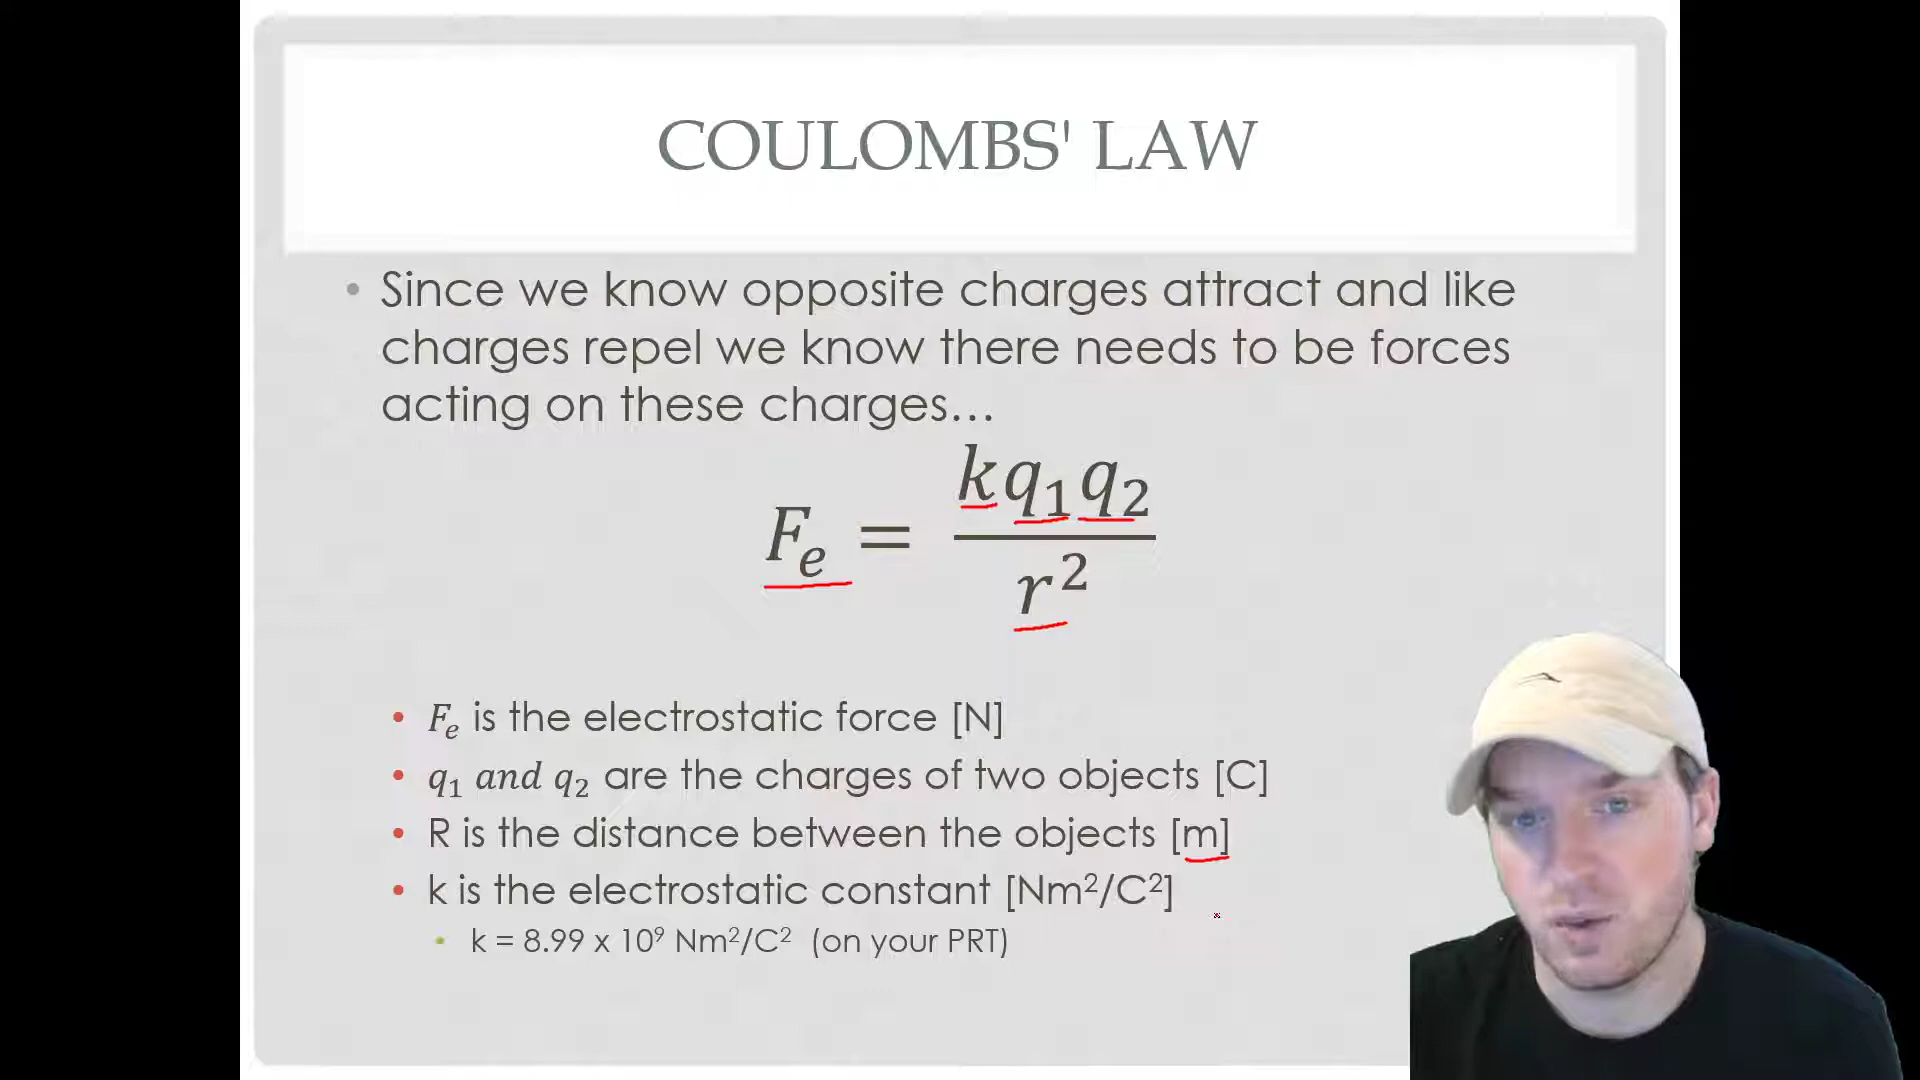 COULOMBS' LAW
• Since we know opposite charges attract and like
charges repel we know there needs to be forces
acting on these charges…
Fₑ = kq₁q₂ / r²
• Fₑ is the electrostatic force [N]
• q₁ and q₂ are the charges of two objects [C]
• R is the distance between the objects [m]
• k is the electrostatic constant [Nm²/C²]
• k = 8.99 x 10⁹ Nm²/C² (on your PRT)